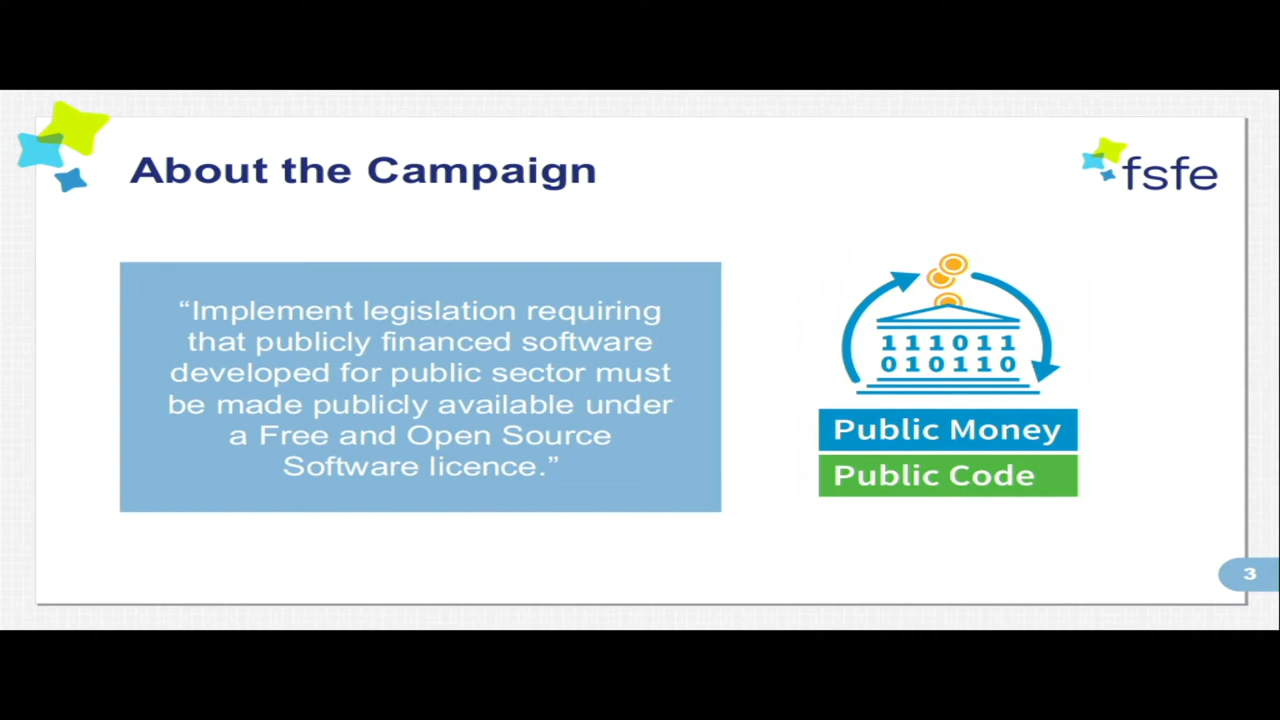 About the Campaign
fsfe
“Implement legislation requiring
that publicly financed software
developed for public sector must
be made publicly available under
a Free and Open Source
Software licence.”
111011
010110
Public Money
Public Code
3